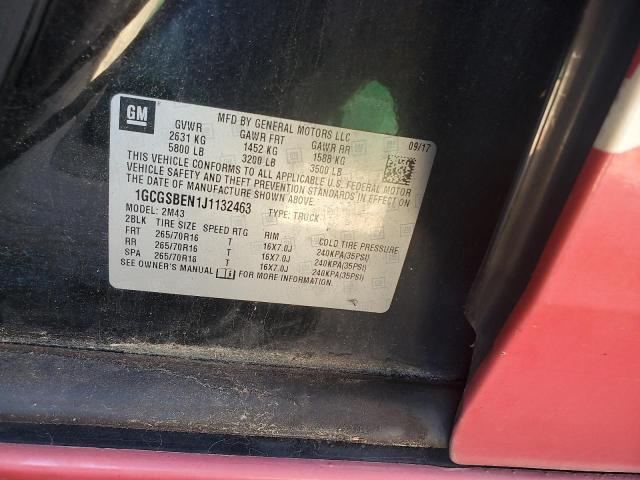 GM
MFD BY GENERAL MOTORS LLC
GVWR GAWR FRT GAWR RR 09/17
2631 KG 1452 KG 1588 KG
5800 LB 3200 LB 3500 LB
THIS VEHICLE CONFORMS TO ALL APPLICABLE U.S. FEDERAL MOTOR
VEHICLE SAFETY AND THEFT PREVENTION STANDARDS IN EFFECT ON
THE DATE OF MANUFACTURE SHOWN ABOVE.
1GCGSBEN1J1132463
MODEL: 2M43 TYPE: TRUCK
2BLK TIRE SIZE SPEED RTG RIM COLD TIRE PRESSURE
FRT 265/70R16 T 16X7.0J 240KPA(35PSI)
RR 265/70R16 T 16X7.0J 240KPA(35PSI)
SPA 265/70R16 T 16X7.0J 240KPA(35PSI)
SEE OWNER'S MANUAL FOR MORE INFORMATION.